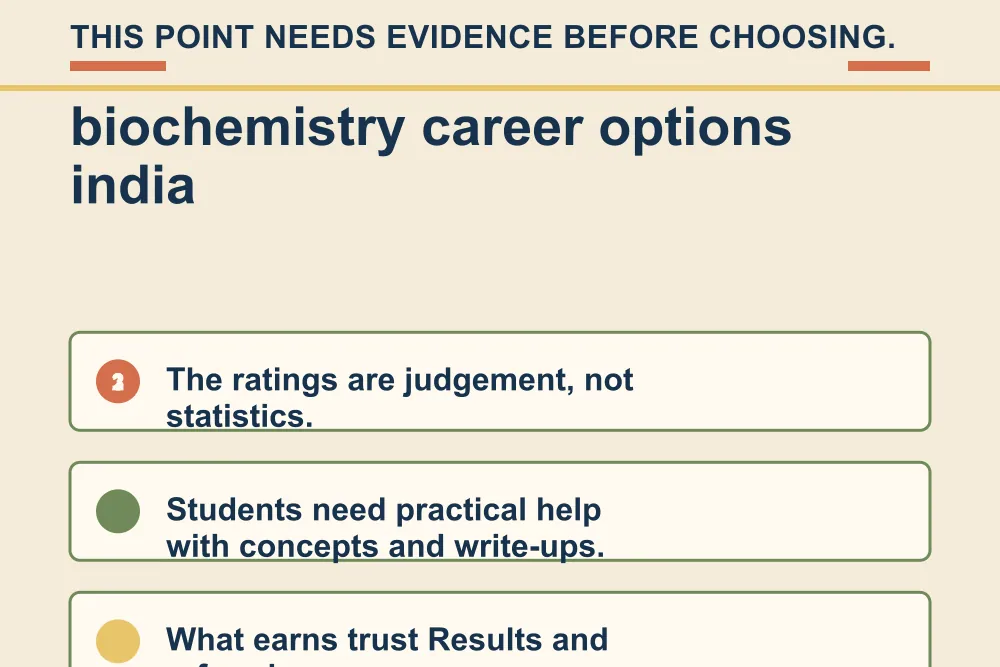 THIS POINT NEEDS EVIDENCE BEFORE CHOOSING.
biochemistry career options
india
The ratings are judgement, not
statistics.
Students need practical help
with concepts and write-ups.
What earns trust Results and